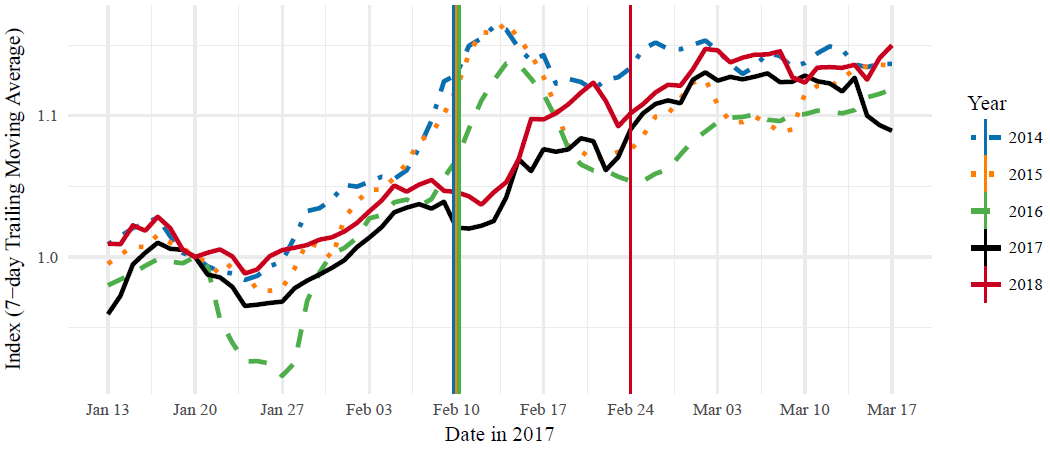 Index (7−day Trailing Moving Average)
1.1
1.0
Jan 13 Jan 20 Jan 27 Feb 03 Feb 10 Feb 17 Feb 24 Mar 03 Mar 10 Mar 17
Date in 2017
Year
2014
2015
2016
2017
2018